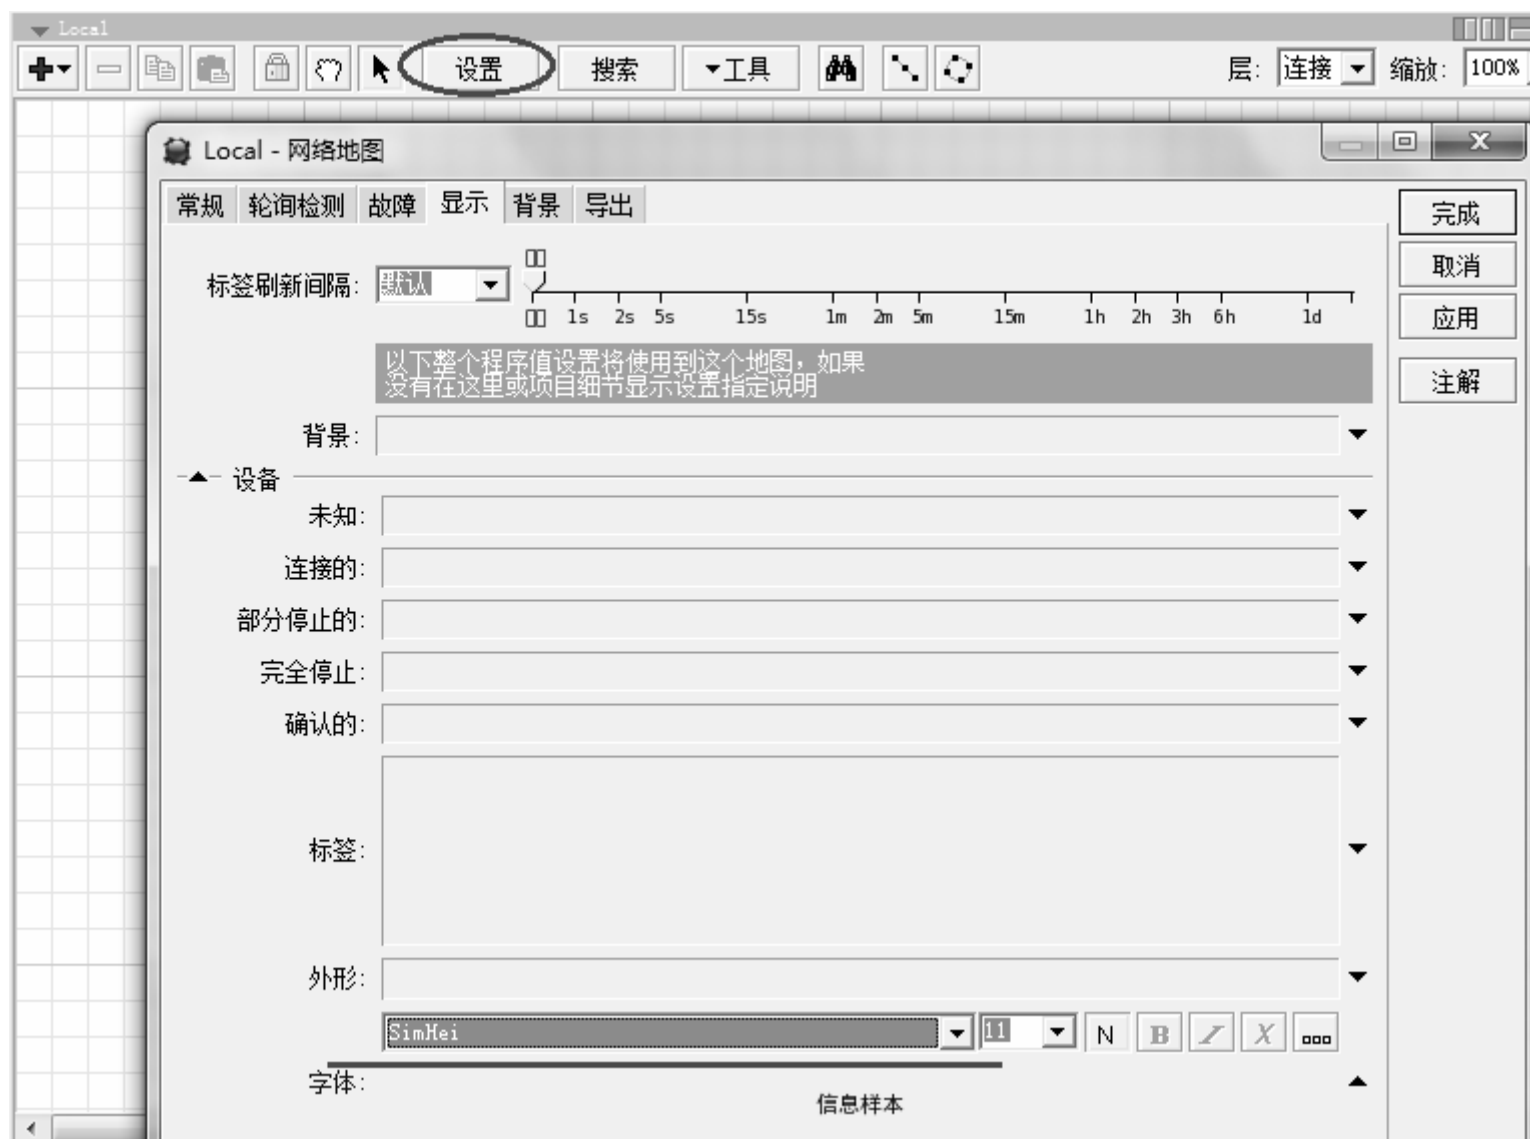 Local
设置 搜索 工具 层: 连接 缩放: 100%
Local - 网络地图
常规 轮询检测 故障 显示 背景 导出
完成
取消
应用
注解
标签刷新间隔: 默认
1s 2s 5s 15s 1m 2m 5m 15m 1h 2h 3h 6h 1d
以下整个程序值设置将使用到这个地图，如果
没有在这里或项目细节显示设置指定说明
背景:
设备
未知:
连接的:
部分停止的:
完全停止:
确认的:
标签:
外形:
SimHei 11 N B I X
字体:
信息样本